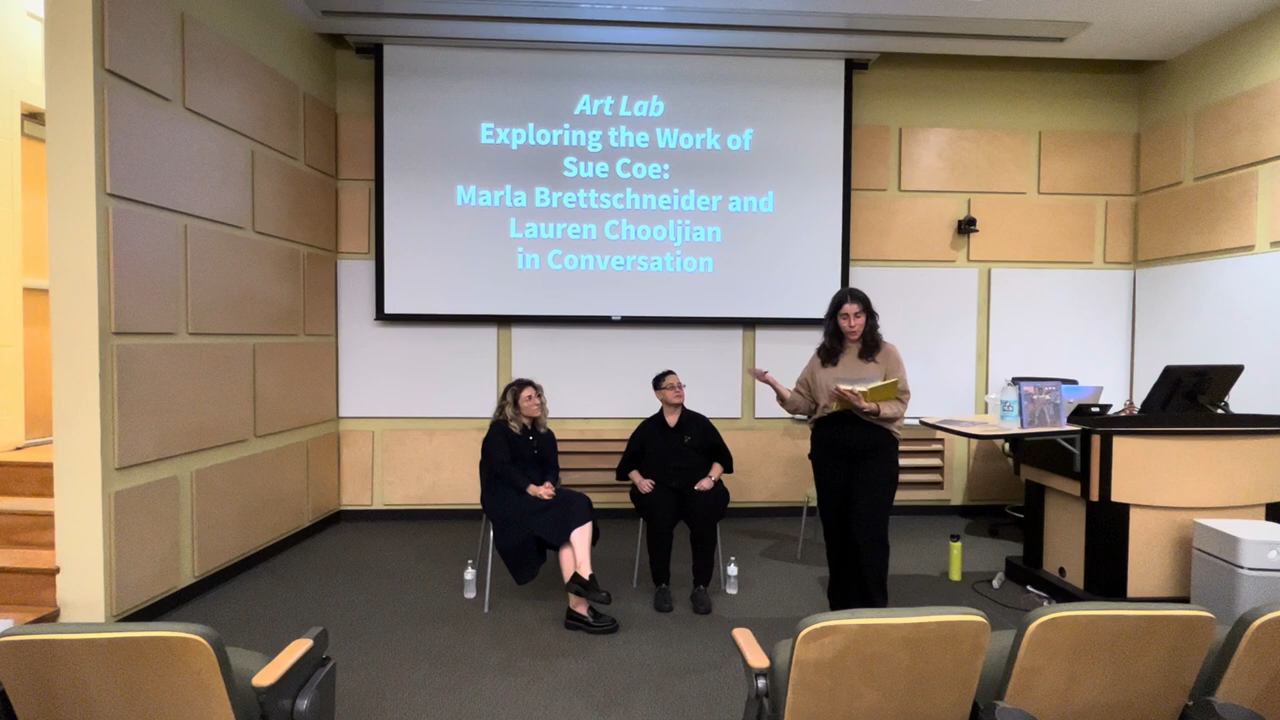 Art Lab
Exploring the Work of
Sue Coe:
Marla Brettschneider and
Lauren Chooljian
in Conversation